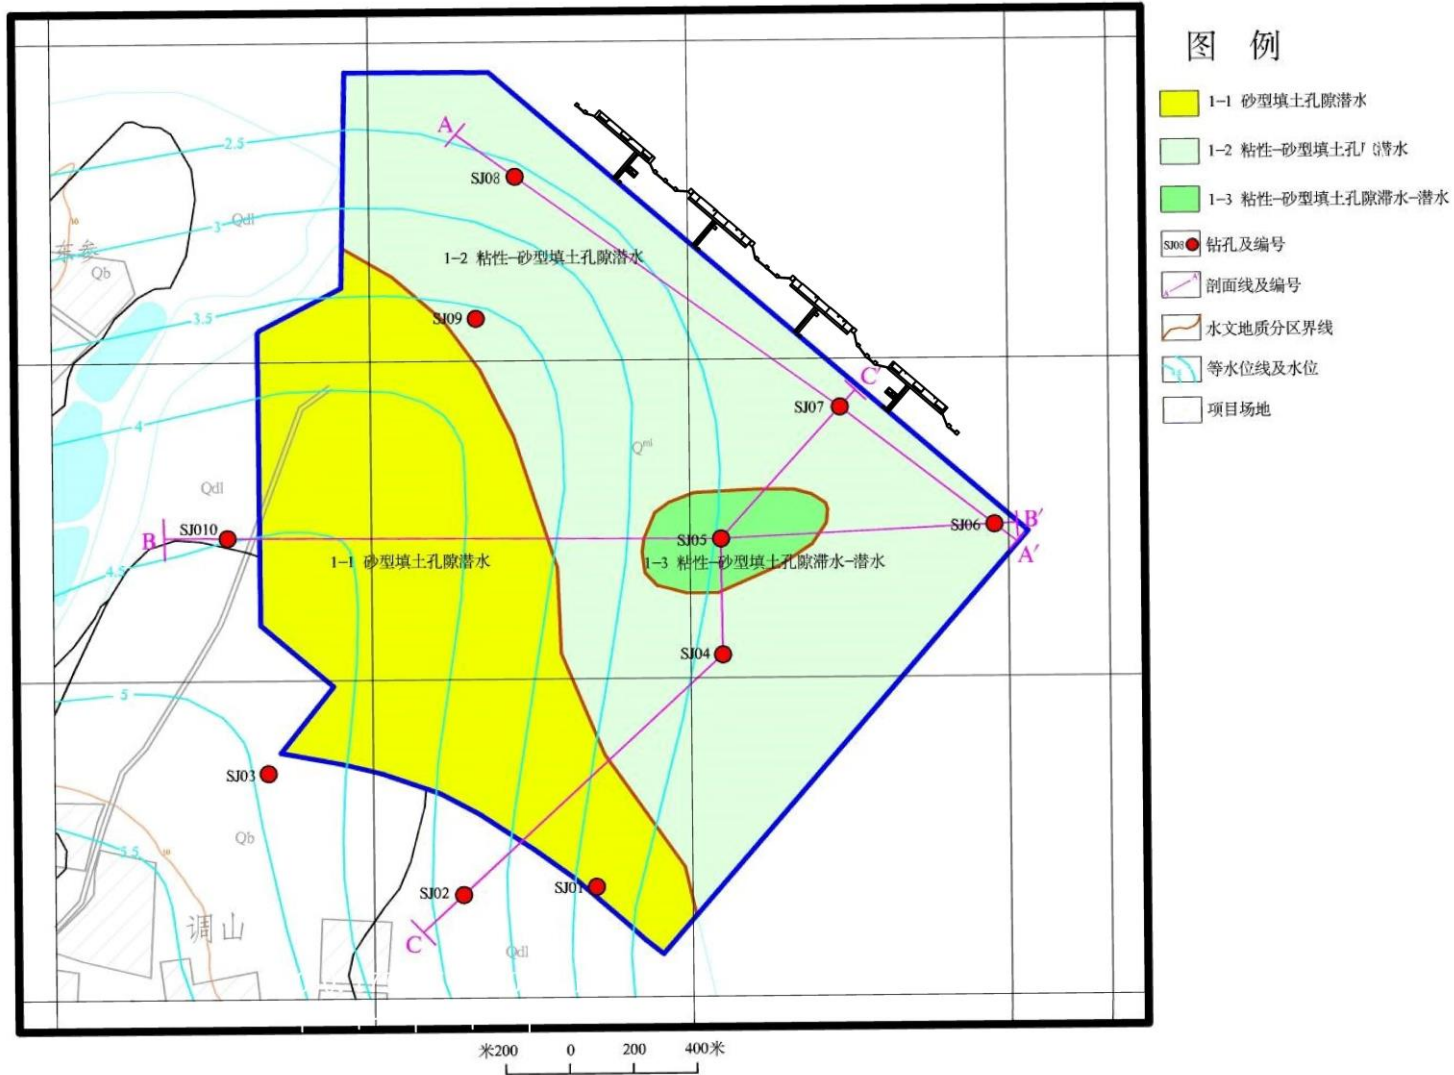 图 例
1-1 砂型填土孔隙潜水
1-2 粘性-砂型填土孔 潜水
1-3 粘性-砂型填土孔隙滞水-潜水
SJ08 钻孔及编号
A A' 剖面线及编号
水文地质分区界线
等水位线及水位
项目场地
A
2.5
SJ08
3
Qdl
东参
Qb
1-2 粘性-砂型填土孔隙潜水
3.5
SJ09
C'
SJ07
4
Qml
Qdl
SJ06
B'
SJ010
B
SJ05
A'
4.5
1-1 砂型填土孔隙潜水
1-3 粘性-砂型填土孔隙滞水-潜水
SJ04
5
SJ03
Qb
5.5
SJ02
SJ01
调山
C
Qdl
米200 0 200 400米